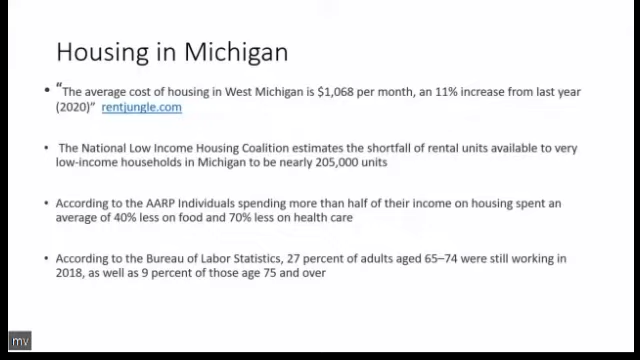 Housing in Michigan
• “The average cost of housing in West Michigan is $1,068 per month, an 11% increase from last year
(2020)” rentjungle.com
• The National Low Income Housing Coalition estimates the shortfall of rental units available to very
low-income households in Michigan to be nearly 205,000 units
• According to the AARP Individuals spending more than half of their income on housing spent an
average of 40% less on food and 70% less on health care
• According to the Bureau of Labor Statistics, 27 percent of adults aged 65–74 were still working in
2018, as well as 9 percent of those age 75 and over
mv